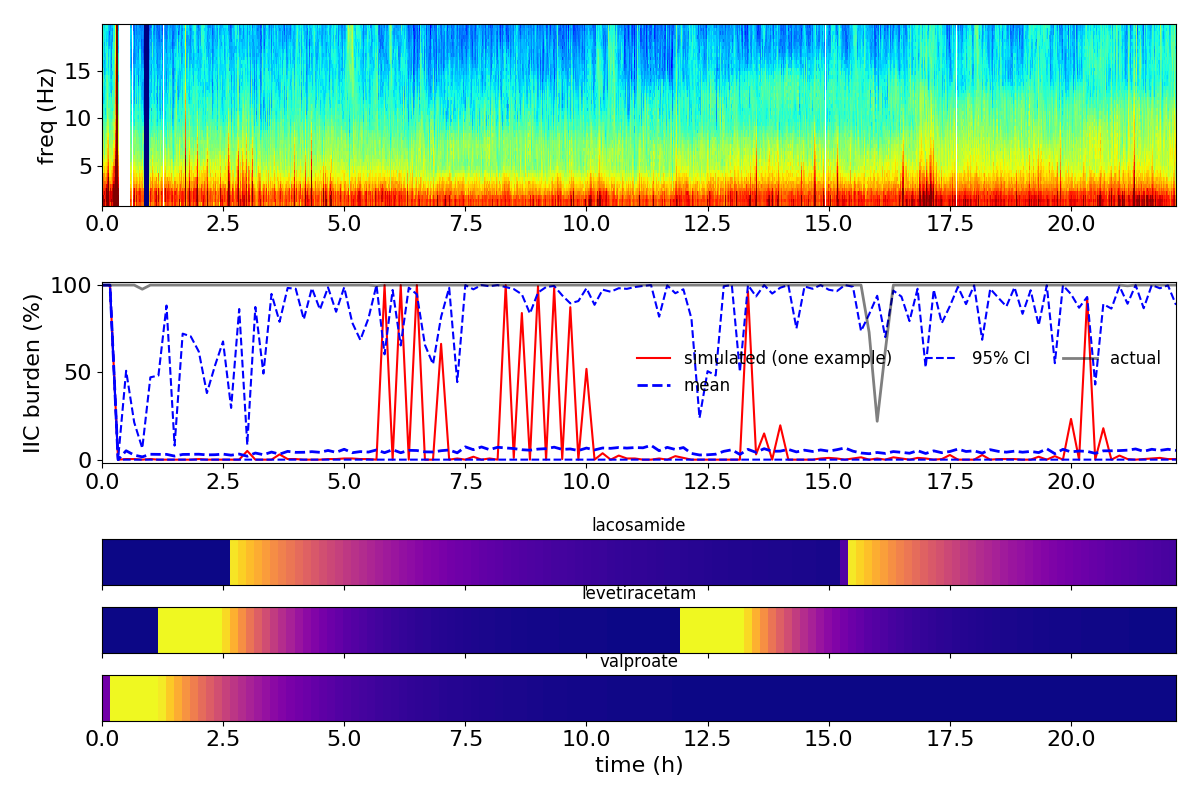 freq (Hz)
15
10
5
0.0 2.5 5.0 7.5 10.0 12.5 15.0 17.5 20.0
IIC burden (%)
100
50
0
simulated (one example) 95% CI actual
mean
0.0 2.5 5.0 7.5 10.0 12.5 15.0 17.5 20.0
lacosamide
levetiracetam
valproate
0.0 2.5 5.0 7.5 10.0 12.5 15.0 17.5 20.0
time (h)